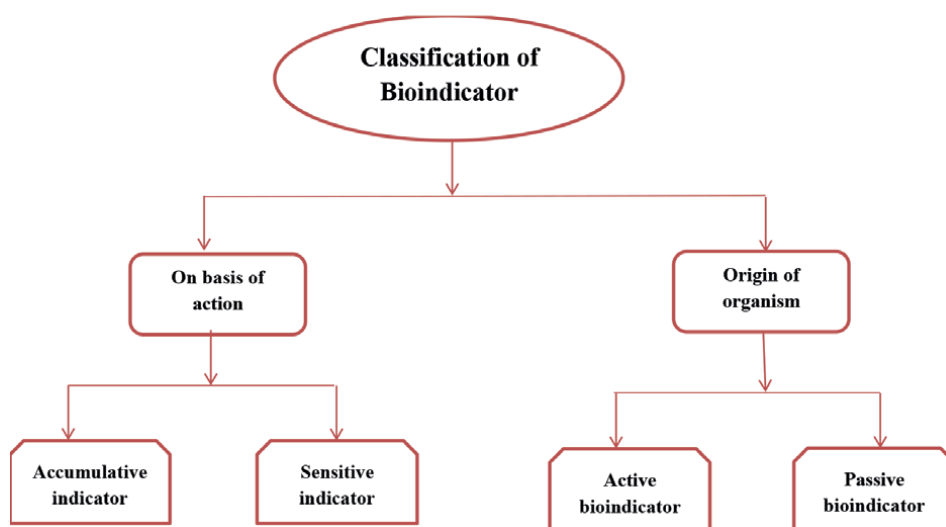 Classification of
Bioindicator
On basis of
action
Origin of
organism
Accumulative
indicator
Sensitive
indicator
Active
bioindicator
Passive
bioindicator